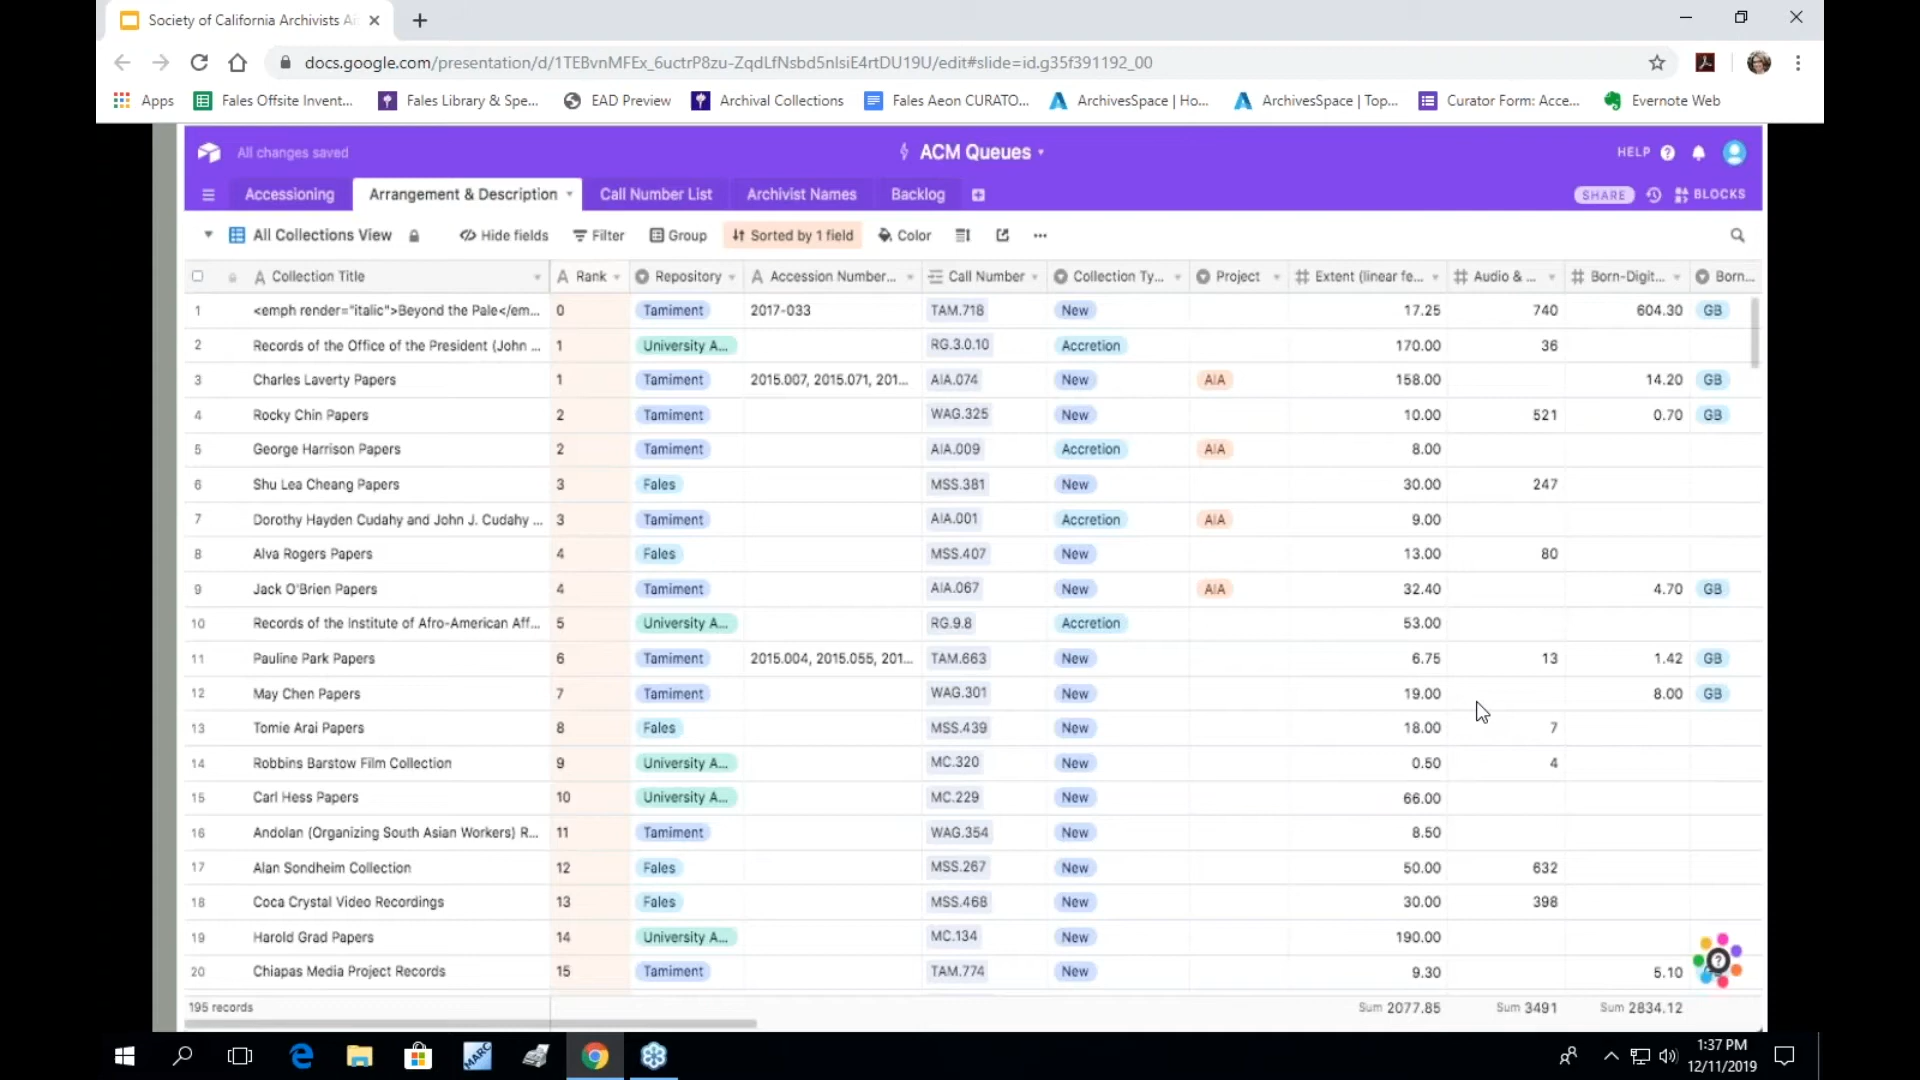 Society of California Archivists A
docs.google.com/presentation/d/1TEBvnMFEx_6uctrP8zu-ZqdLfNsbd5nlsiE4rtDU19U/edit#slide=id.g35f391192_00
Apps Fales Offsite Invent... Fales Library & Spe... EAD Preview Archival Collections Fales Aeon CURATO... ArchivesSpace | Ho... ArchivesSpace | Top... Curator Form: Acce... Evernote Web
All changes saved ACM Queues HELP ?
Accessioning Arrangement & Description Call Number List Archivist Names Backlog SHARE BLOCKS
All Collections View Hide fields Filter Group Sorted by 1 field Color ...
Collection Title Rank Repository Accession Number... Call Number Collection Ty... Project Extent (linear fe... Audio & ... Born-Digit... Born...
1 <emph render="italic">Beyond the Pale</em... 0 Tamiment 2017-033 TAM.718 New 17.25 740 604.30 GB
2 Records of the Office of the President (John ... 1 University A... RG.3.0.10 Accretion 170.00 36
3 Charles Laverty Papers 1 Tamiment 2015.007, 2015.071, 201... AIA.074 New AIA 158.00 14.20 GB
4 Rocky Chin Papers 2 Tamiment WAG.325 New 10.00 521 0.70 GB
5 George Harrison Papers 2 Tamiment AIA.009 Accretion AIA 8.00
6 Shu Lea Cheang Papers 3 Fales MSS.381 New 30.00 247
7 Dorothy Hayden Cudahy and John J. Cudahy ... 3 Tamiment AIA.001 Accretion AIA 9.00
8 Alva Rogers Papers 4 Fales MSS.407 New 13.00 80
9 Jack O'Brien Papers 4 Tamiment AIA.067 New AIA 32.40 4.70 GB
10 Records of the Institute of Afro-American Aff... 5 University A... RG.9.8 Accretion 53.00
11 Pauline Park Papers 6 Tamiment 2015.004, 2015.055, 201... TAM.663 New 6.75 13 1.42 GB
12 May Chen Papers 7 Tamiment WAG.301 New 19.00 8.00 GB
13 Tomie Arai Papers 8 Fales MSS.439 New 18.00 7
14 Robbins Barstow Film Collection 9 University A... MC.320 New 0.50 4
15 Carl Hess Papers 10 University A... MC.229 New 66.00
16 Andolan (Organizing South Asian Workers) R... 11 Tamiment WAG.354 New 8.50
17 Alan Sondheim Collection 12 Fales MSS.267 New 50.00 632
18 Coca Crystal Video Recordings 13 Fales MSS.468 New 30.00 398
19 Harold Grad Papers 14 University A... MC.134 New 190.00
20 Chiapas Media Project Records 15 Tamiment TAM.774 New 9.30 5.10
195 records Sum 2077.85 Sum 3491 Sum 2834.12
MARC
1:37 PM
12/11/2019